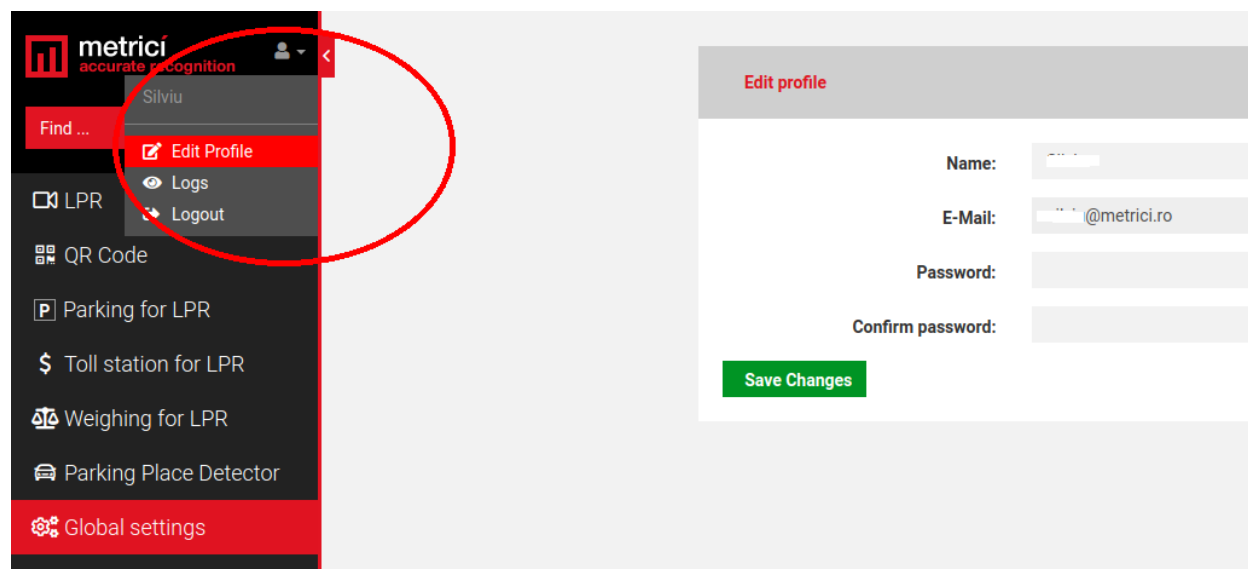 metrici
accurate recognition
Silviu
Find ...
Edit Profile
Logs
Logout
LPR
QR Code
P Parking for LPR
$ Toll station for LPR
Weighing for LPR
Parking Place Detector
Global settings
Edit profile
Name:
E-Mail: @metrici.ro
Password:
Confirm password:
Save Changes